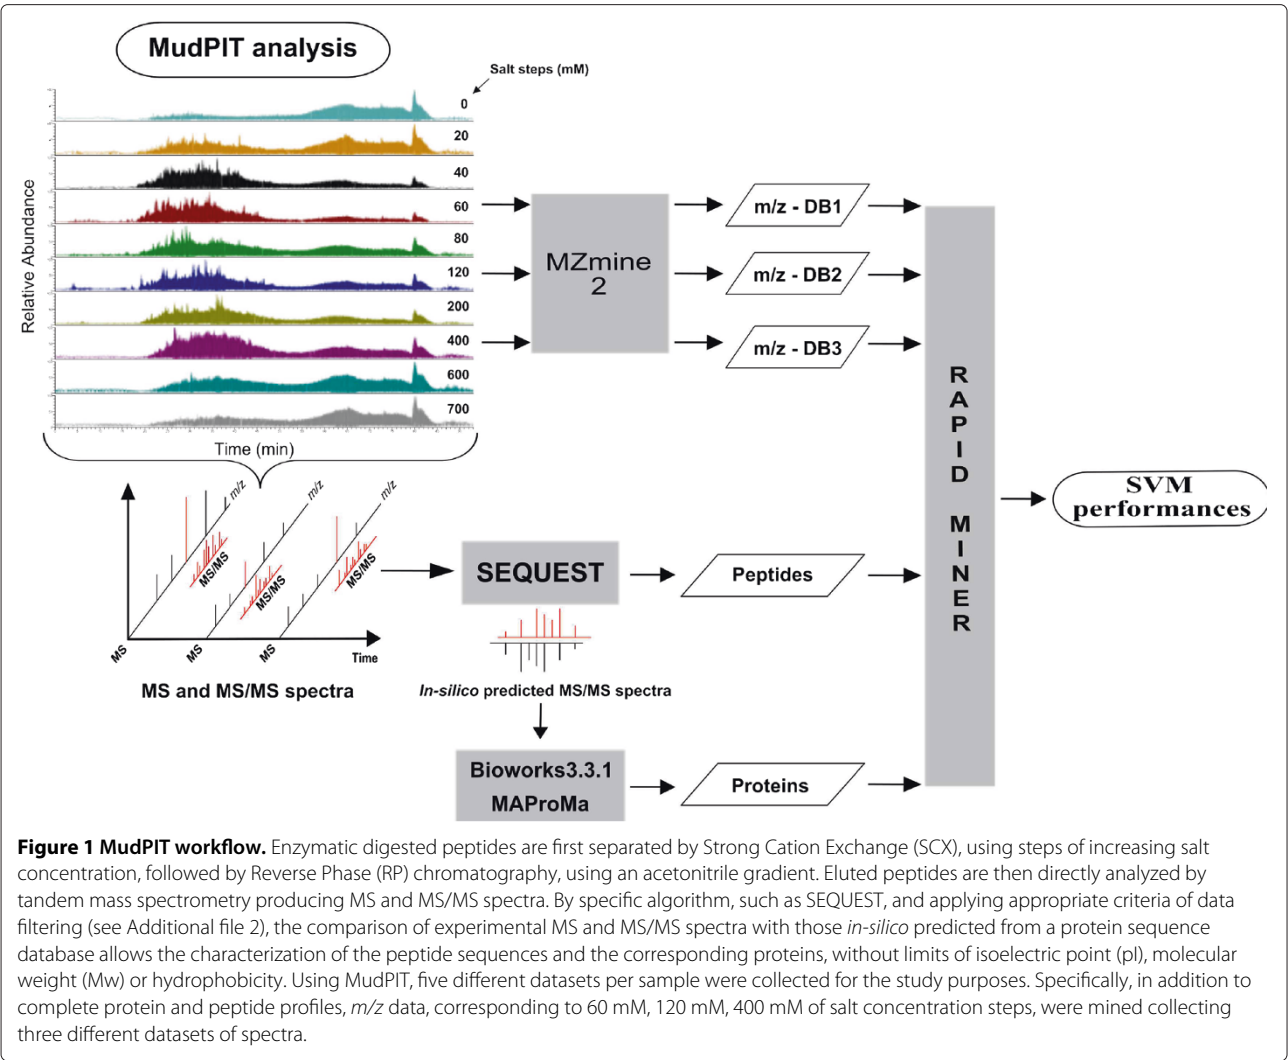 MudPIT analysis
Salt steps (mM)
0
20
40
60
80
120
200
400
600
700
Relative Abundance
Time (min)
MZmine
2
m/z - DB1
m/z - DB2
m/z - DB3
RAPID MINER
SVM
performances
m/z
m/z
m/z
MS/MS
MS/MS
MS/MS
MS
MS
MS
Time
MS and MS/MS spectra
SEQUEST
Peptides
In-silico predicted MS/MS spectra
Bioworks3.3.1
MAProMa
Proteins
Figure 1 MudPIT workflow. Enzymatic digested peptides are first separated by Strong Cation Exchange (SCX), using steps of increasing salt
concentration, followed by Reverse Phase (RP) chromatography, using an acetonitrile gradient. Eluted peptides are then directly analyzed by
tandem mass spectrometry producing MS and MS/MS spectra. By specific algorithm, such as SEQUEST, and applying appropriate criteria of data
filtering (see Additional file 2), the comparison of experimental MS and MS/MS spectra with those in-silico predicted from a protein sequence
database allows the characterization of the peptide sequences and the corresponding proteins, without limits of isoelectric point (pI), molecular
weight (Mw) or hydrophobicity. Using MudPIT, five different datasets per sample were collected for the study purposes. Specifically, in addition to
complete protein and peptide profiles, m/z data, corresponding to 60 mM, 120 mM, 400 mM of salt concentration steps, were mined collecting
three different datasets of spectra.